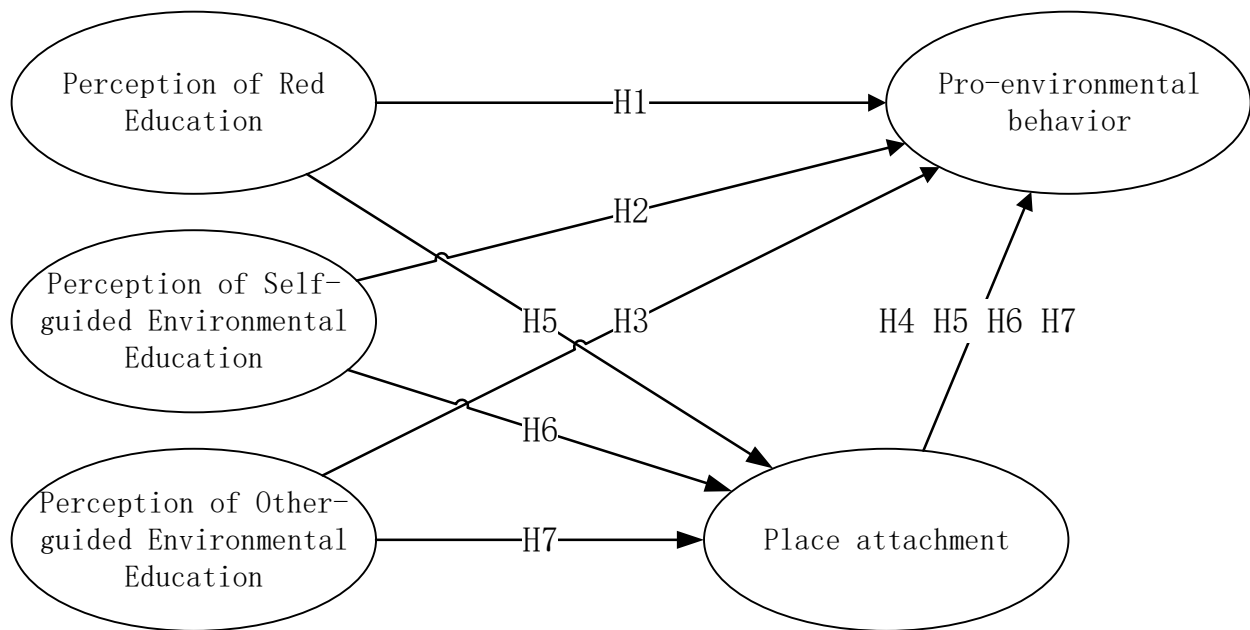 Perception of Red
Education
H1
Pro-environmental
behavior
H2
Perception of Self-
guided Environmental
Education
H5
H3
H4 H5 H6 H7
H6
Perception of Other-
guided Environmental
Education
H7
Place attachment